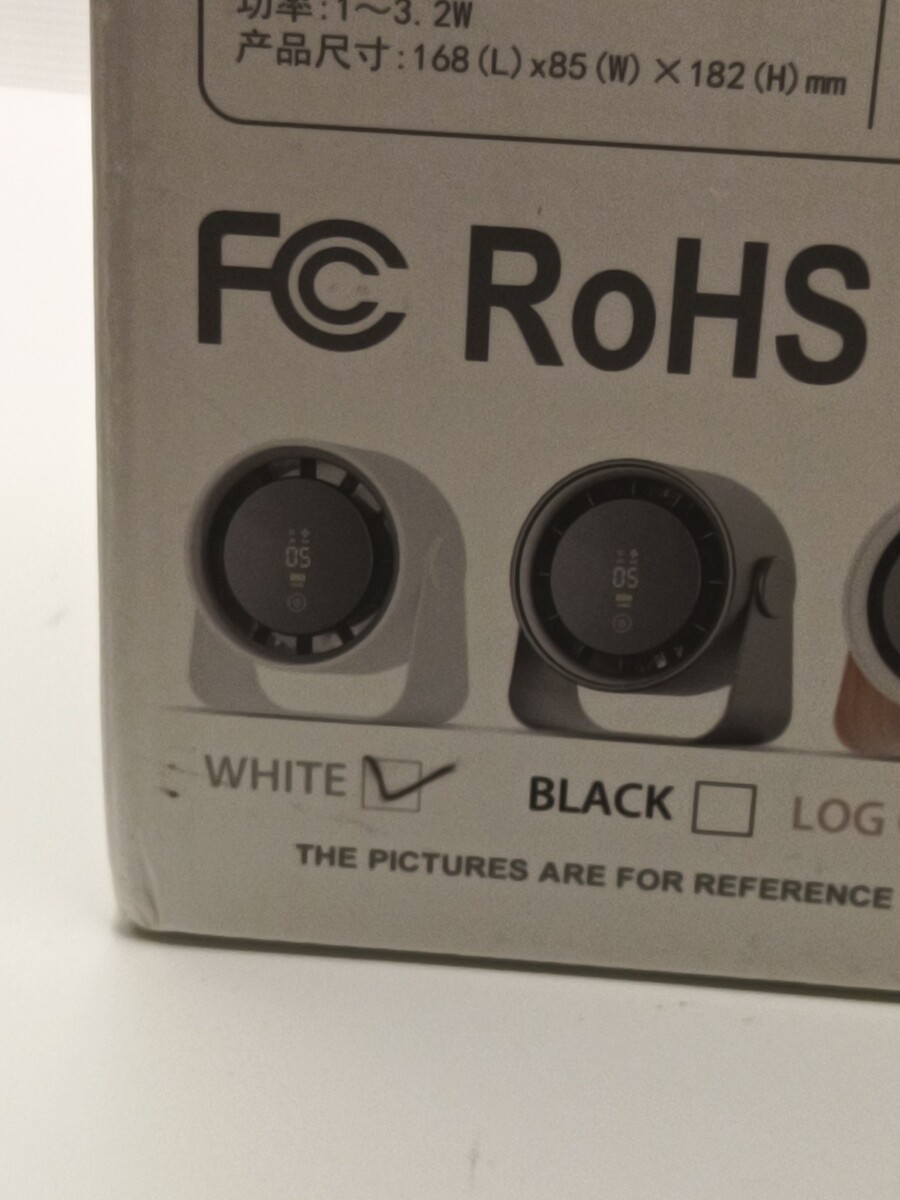 功率:1～3.2W
产品尺寸:168(L)x85(W)×182(H)mm
FC RoHS
05
05
WHITE BLACK LOG
THE PICTURES ARE FOR REFERENCE